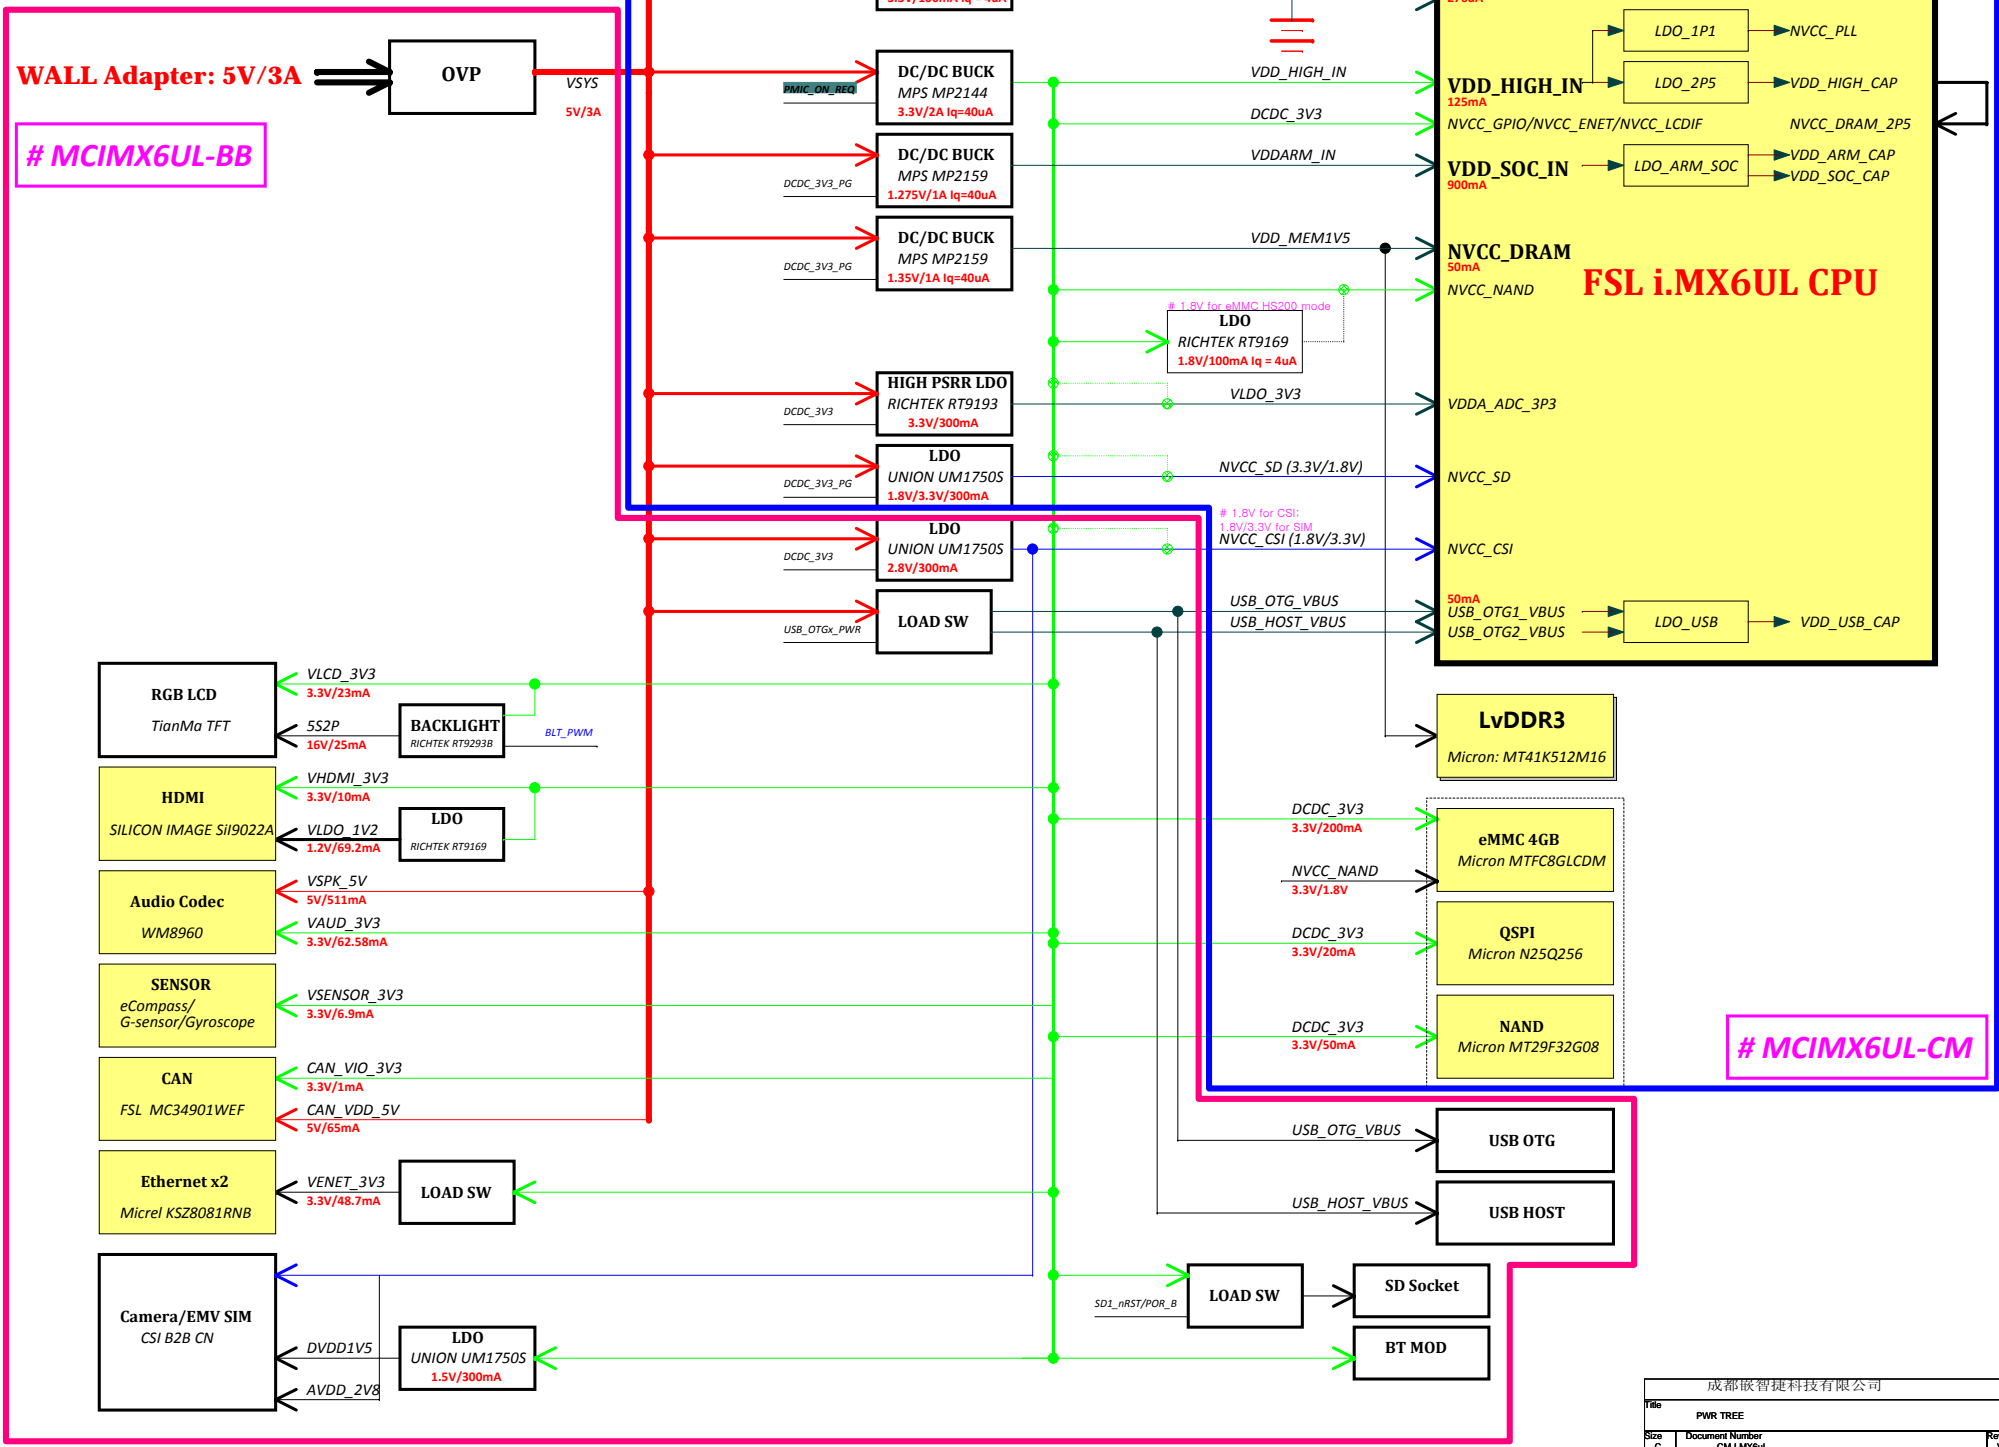 WALL Adapter: 5V/3A
OVP
VSYS
5V/3A
# MCIMX6UL-BB
PMIC_ON_REQ
DC/DC BUCK
MPS MP2144
3.3V/2A Iq=40uA
DCDC_3V3_PG
DC/DC BUCK
MPS MP2159
1.275V/1A Iq=40uA
DCDC_3V3_PG
DC/DC BUCK
MPS MP2159
1.35V/1A Iq=40uA
DCDC_3V3
HIGH PSRR LDO
RICHTEK RT9193
3.3V/300mA
DCDC_3V3_PG
LDO
UNION UM1750S
1.8V/3.3V/300mA
DCDC_3V3
LDO
UNION UM1750S
2.8V/300mA
USB_OTGx_PWR
LOAD SW
VDD_HIGH_IN
DCDC_3V3
VDDARM_IN
VDD_MEM1V5
# 1.8V for eMMC HS200 mode
LDO
RICHTEK RT9169
1.8V/100mA Iq = 4uA
VLDO_3V3
NVCC_SD (3.3V/1.8V)
# 1.8V for CSI;
1.8V/3.3V for SIM
NVCC_CSI (1.8V/3.3V)
USB_OTG_VBUS
USB_HOST_VBUS
LDO_1P1
NVCC_PLL
VDD_HIGH_IN
125mA
LDO_2P5
VDD_HIGH_CAP
NVCC_GPIO/NVCC_ENET/NVCC_LCDIF
NVCC_DRAM_2P5
VDD_SOC_IN
900mA
LDO_ARM_SOC
VDD_ARM_CAP
VDD_SOC_CAP
NVCC_DRAM
50mA
NVCC_NAND
FSL i.MX6UL CPU
VDDA_ADC_3P3
NVCC_SD
NVCC_CSI
50mA
USB_OTG1_VBUS
USB_OTG2_VBUS
LDO_USB
VDD_USB_CAP
RGB LCD
TianMa TFT
VLCD_3V3
3.3V/23mA
5S2P
16V/25mA
BACKLIGHT
RICHTEK RT9293B
BLT_PWM
HDMI
SILICON IMAGE SiI9022A
VHDMI_3V3
3.3V/10mA
VLDO_1V2
1.2V/69.2mA
LDO
RICHTEK RT9169
Audio Codec
WM8960
VSPK_5V
5V/511mA
VAUD_3V3
3.3V/62.58mA
SENSOR
eCompass/
G-sensor/Gyroscope
VSENSOR_3V3
3.3V/6.9mA
CAN
FSL MC34901WEF
CAN_VIO_3V3
3.3V/1mA
CAN_VDD_5V
5V/65mA
Ethernet x2
Micrel KSZ8081RNB
VENET_3V3
3.3V/48.7mA
LOAD SW
Camera/EMV SIM
CSI B2B CN
DVDD1V5
AVDD_2V8
LDO
UNION UM1750S
1.5V/300mA
LvDDR3
Micron: MT41K512M16
DCDC_3V3
3.3V/200mA
NVCC_NAND
3.3V/1.8V
eMMC 4GB
Micron MTFC8GLCDM
DCDC_3V3
3.3V/20mA
QSPI
Micron N25Q256
DCDC_3V3
3.3V/50mA
NAND
Micron MT29F32G08
# MCIMX6UL-CM
USB_OTG_VBUS
USB OTG
USB_HOST_VBUS
USB HOST
SD1_nRST/POR_B
LOAD SW
SD Socket
BT MOD
成都嵌智捷科技有限公司
Title
PWR TREE
Size
Document Number